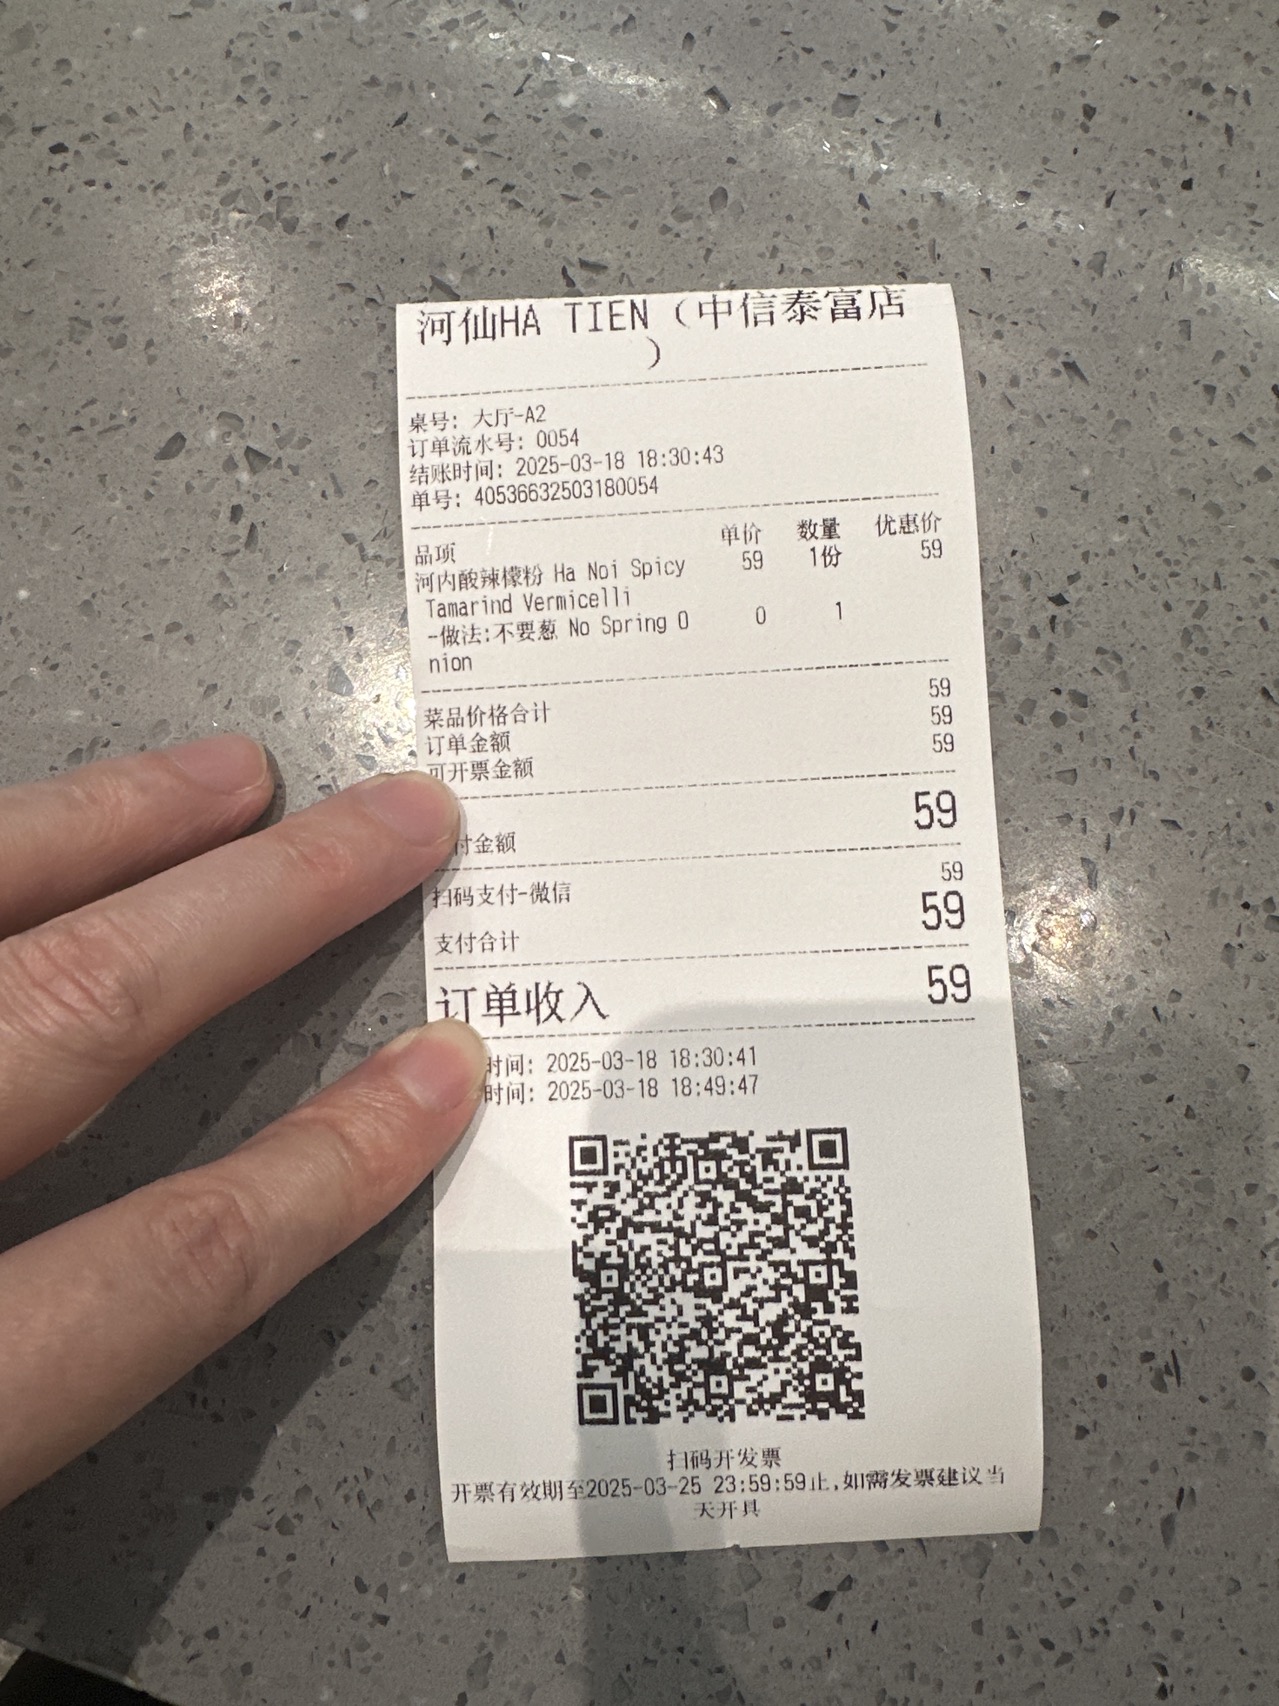 河仙HA TIEN（中信泰富店
）
桌号: 大厅-A2
订单流水号: 0054
结账时间: 2025-03-18 18:30:43
单号: 40536632503180054
品项 单价 数量 优惠价
河内酸辣檬粉 Ha Noi Spicy 59 1份 59
Tamarind Vermicelli
-做法:不要葱 No Spring O 0 1
nion
菜品价格合计 59
订单金额 59
可开票金额 59
付金额 59
扫码支付-微信 59
支付合计 59
订单收入 59
时间: 2025-03-18 18:30:41
时间: 2025-03-18 18:49:47
扫码开发票
开票有效期至2025-03-25 23:59:59止,如需发票建议当
天开具